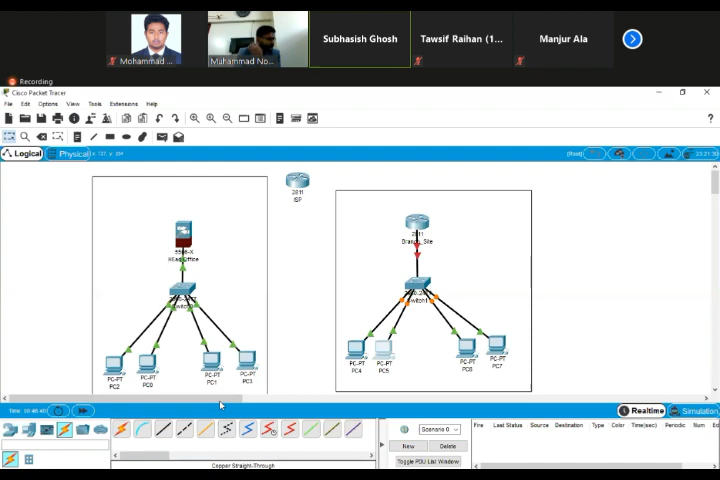 Mohammad ...
Muhammad No...
Subhasish Ghosh
Tawsif Raihan (1...
Manjur Ala
Recording
Cisco Packet Tracer
File Edit Options View Tools Extensions Help
Logical
Physical
[Root]
2811
ISP
Head Office
2811
PC-PT
PC2
PC-PT
PC0
PC-PT
PC1
PC-PT
PC3
PC-PT
PC4
PC-PT
PC5
PC-PT
PC6
PC-PT
PC7
Realtime
Simulation
Scenario 0
New
Delete
Toggle PDU List Window
Fire Last Status Source Destination Type Color Time(sec) Periodic Num
Copper Straight-Through